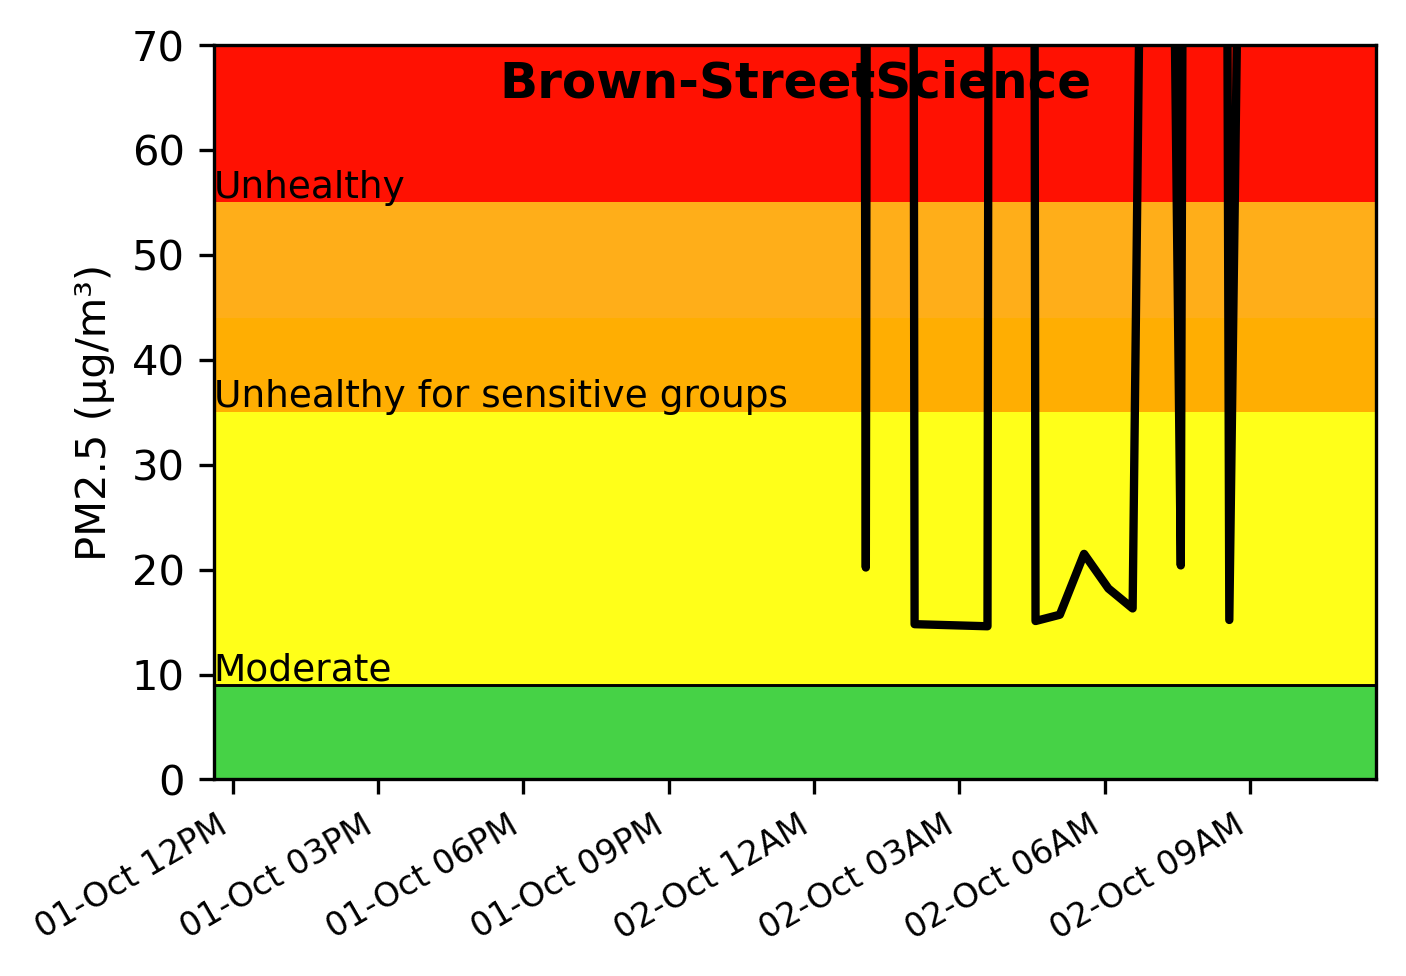 Brown-StreetScience
PM2.5 (µg/m³)
70
60
50
40
30
20
10
0
Unhealthy
Unhealthy for sensitive groups
Moderate
01-Oct 12PM
01-Oct 03PM
01-Oct 06PM
01-Oct 09PM
02-Oct 12AM
02-Oct 03AM
02-Oct 06AM
02-Oct 09AM